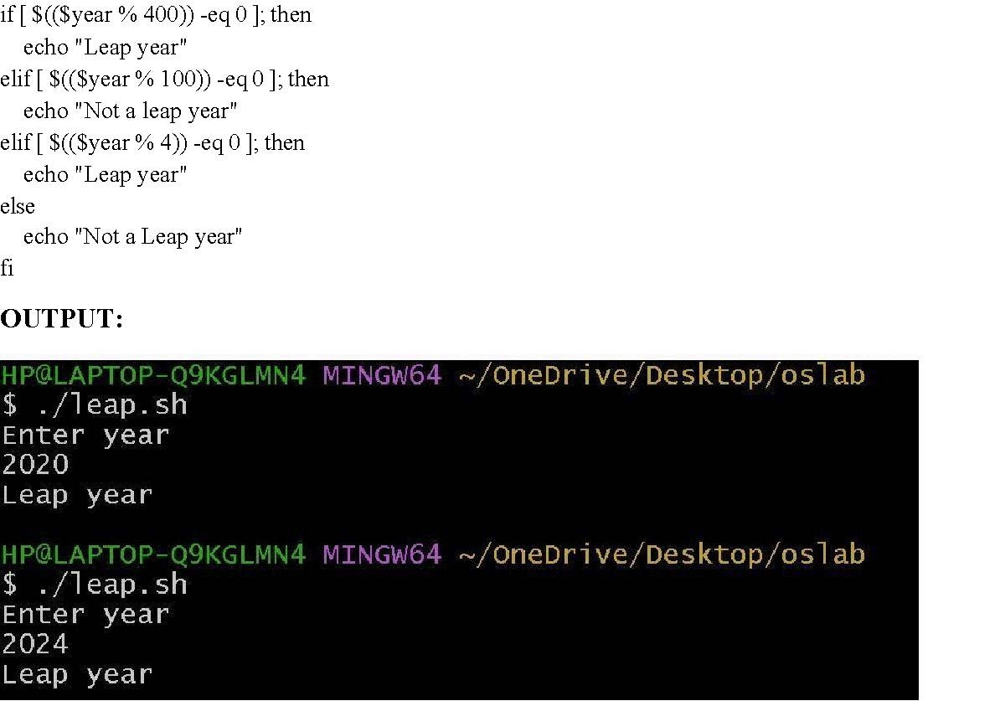 if [ $(($year % 400)) -eq 0 ]; then
    echo "Leap year"
elif [ $(($year % 100)) -eq 0 ]; then
    echo "Not a leap year"
elif [ $(($year % 4)) -eq 0 ]; then
    echo "Leap year"
else
    echo "Not a Leap year"
fi
OUTPUT:
HP@LAPTOP-Q9KGLMN4 MINGW64 ~/OneDrive/Desktop/oslab
$ ./leap.sh
Enter year
2020
Leap year
HP@LAPTOP-Q9KGLMN4 MINGW64 ~/OneDrive/Desktop/oslab
$ ./leap.sh
Enter year
2024
Leap year